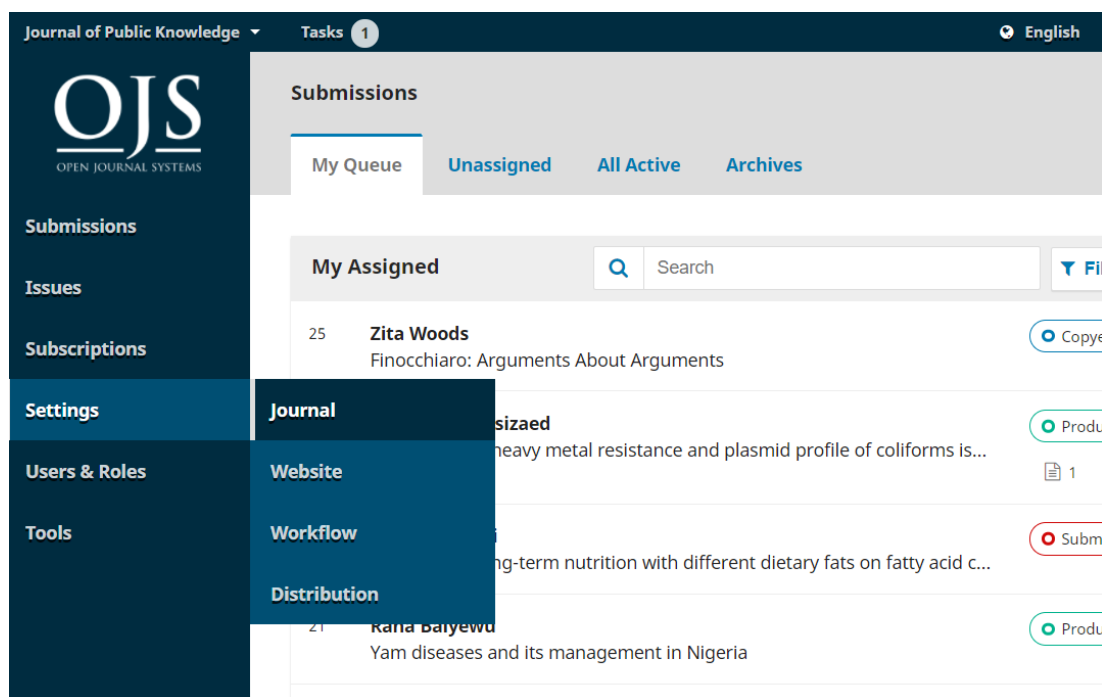 Journal of Public Knowledge
Tasks 1
English
OJS
OPEN JOURNAL SYSTEMS
Submissions
Issues
Subscriptions
Settings
Users & Roles
Tools
Journal
Website
Workflow
Distribution
Submissions
My Queue Unassigned All Active Archives
My Assigned
Search
25 Zita Woods
Finocchiaro: Arguments About Arguments
sizaed
heavy metal resistance and plasmid profile of coliforms is...
1
ng-term nutrition with different dietary fats on fatty acid c...
21 Rana Baiyewu
Yam diseases and its management in Nigeria